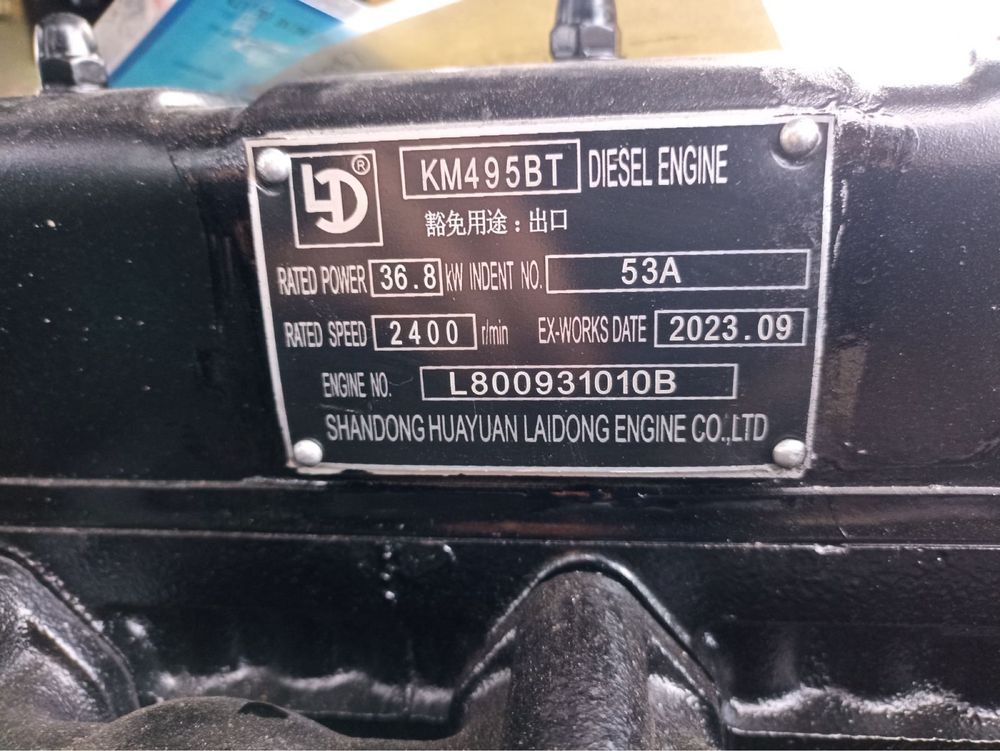 LD® KM495BT DIESEL ENGINE
豁免用途：出口
RATED POWER 36.8 kW INDENT NO. 53A
RATED SPEED 2400 r/min EX-WORKS DATE 2023.09
ENGINE NO. L800931010B
SHANDONG HUAYUAN LAIDONG ENGINE CO.,LTD